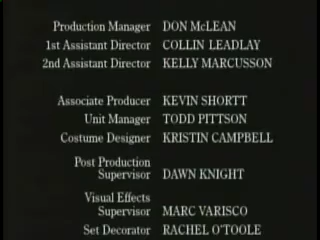 Production Manager DON McLEAN
1st Assistant Director COLLIN LEADLAY
2nd Assistant Director KELLY MARCUSSON
Associate Producer KEVIN SHORTT
Unit Manager TODD PITTSON
Costume Designer KRISTIN CAMPBELL
Post Production
Supervisor DAWN KNIGHT
Visual Effects
Supervisor MARC VARISCO
Set Decorator RACHEL O'TOOLE